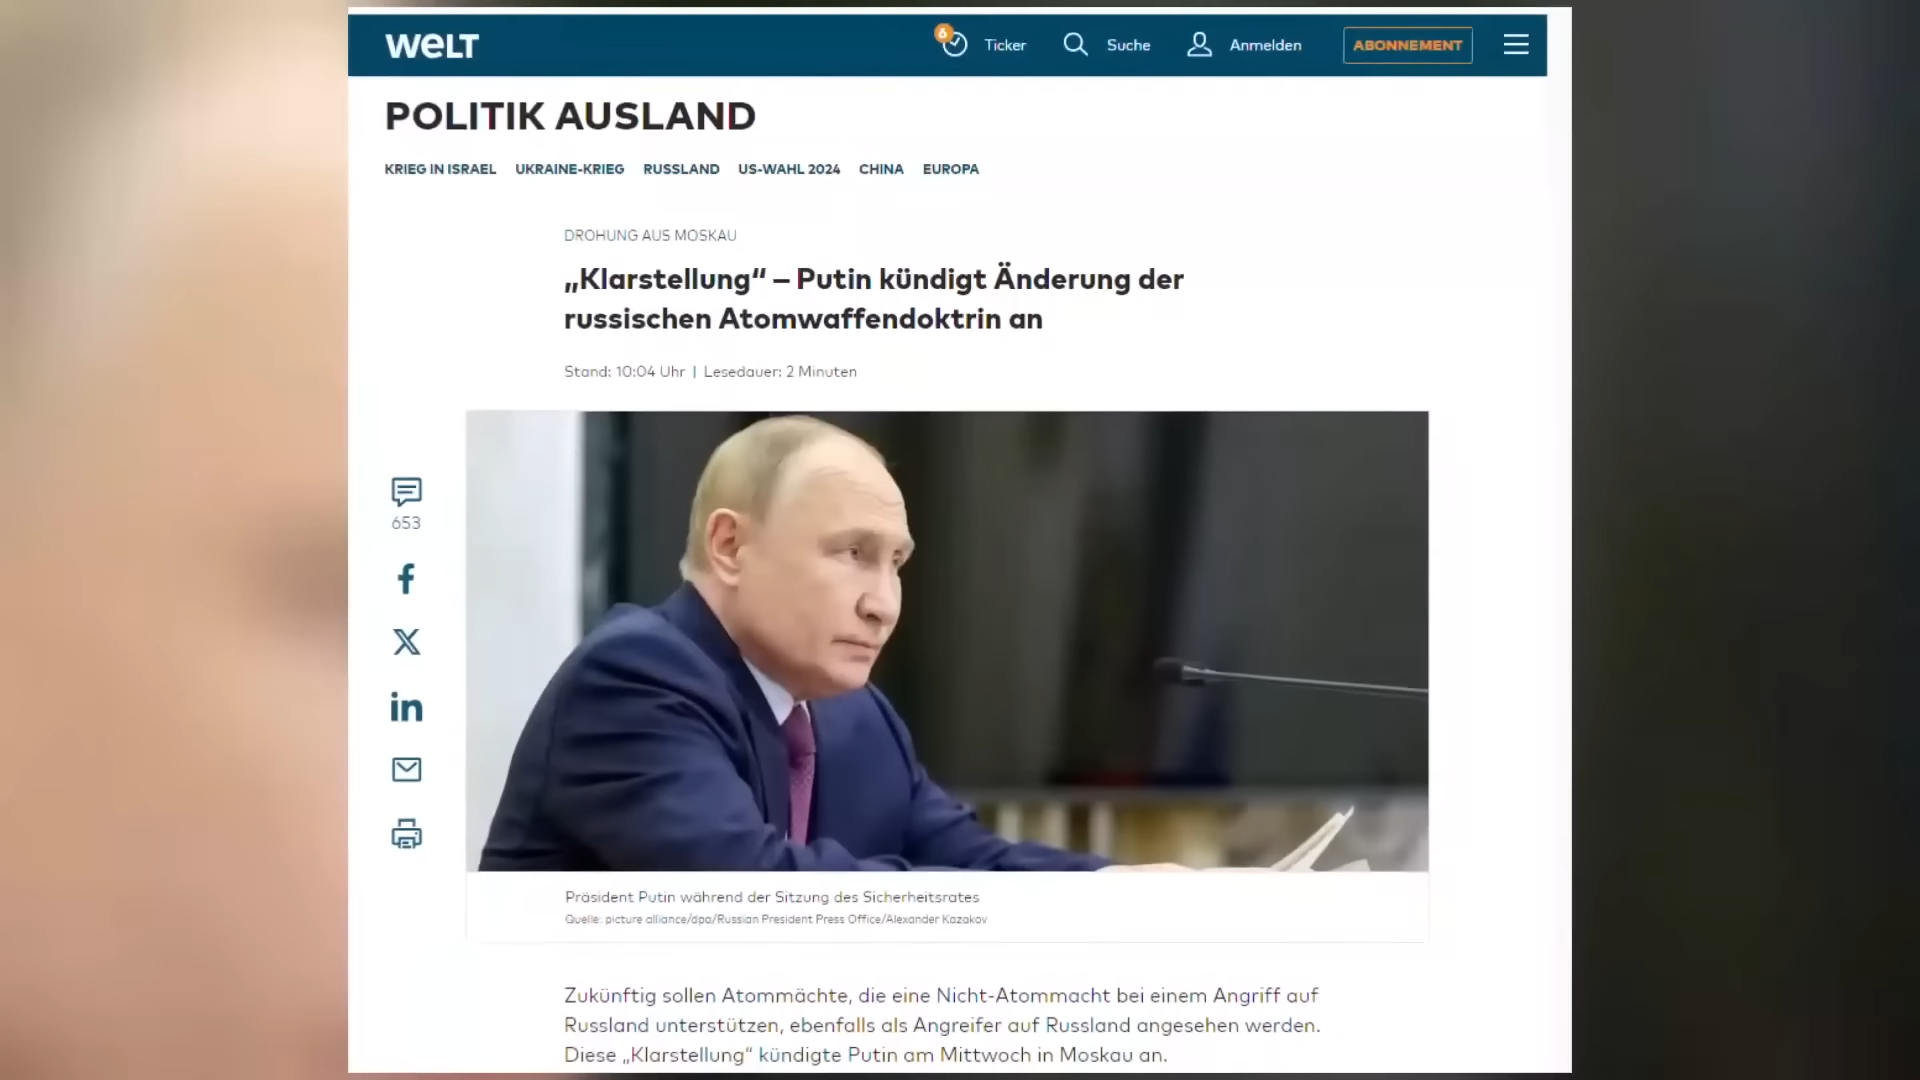 WELT
6
Ticker
Suche
Anmelden
ABONNEMENT
POLITIK AUSLAND
KRIEG IN ISRAEL UKRAINE-KRIEG RUSSLAND US-WAHL 2024 CHINA EUROPA
DROHUNG AUS MOSKAU
„Klarstellung“ – Putin kündigt Änderung der
russischen Atomwaffendoktrin an
Stand: 10:04 Uhr | Lesedauer: 2 Minuten
653
Präsident Putin während der Sitzung des Sicherheitsrates
Quelle: picture alliance/dpa/Russian President Press Office/Alexander Kazakov
Zukünftig sollen Atommächte, die eine Nicht-Atommacht bei einem Angriff auf
Russland unterstützen, ebenfalls als Angreifer auf Russland angesehen werden.
Diese „Klarstellung“ kündigte Putin am Mittwoch in Moskau an.